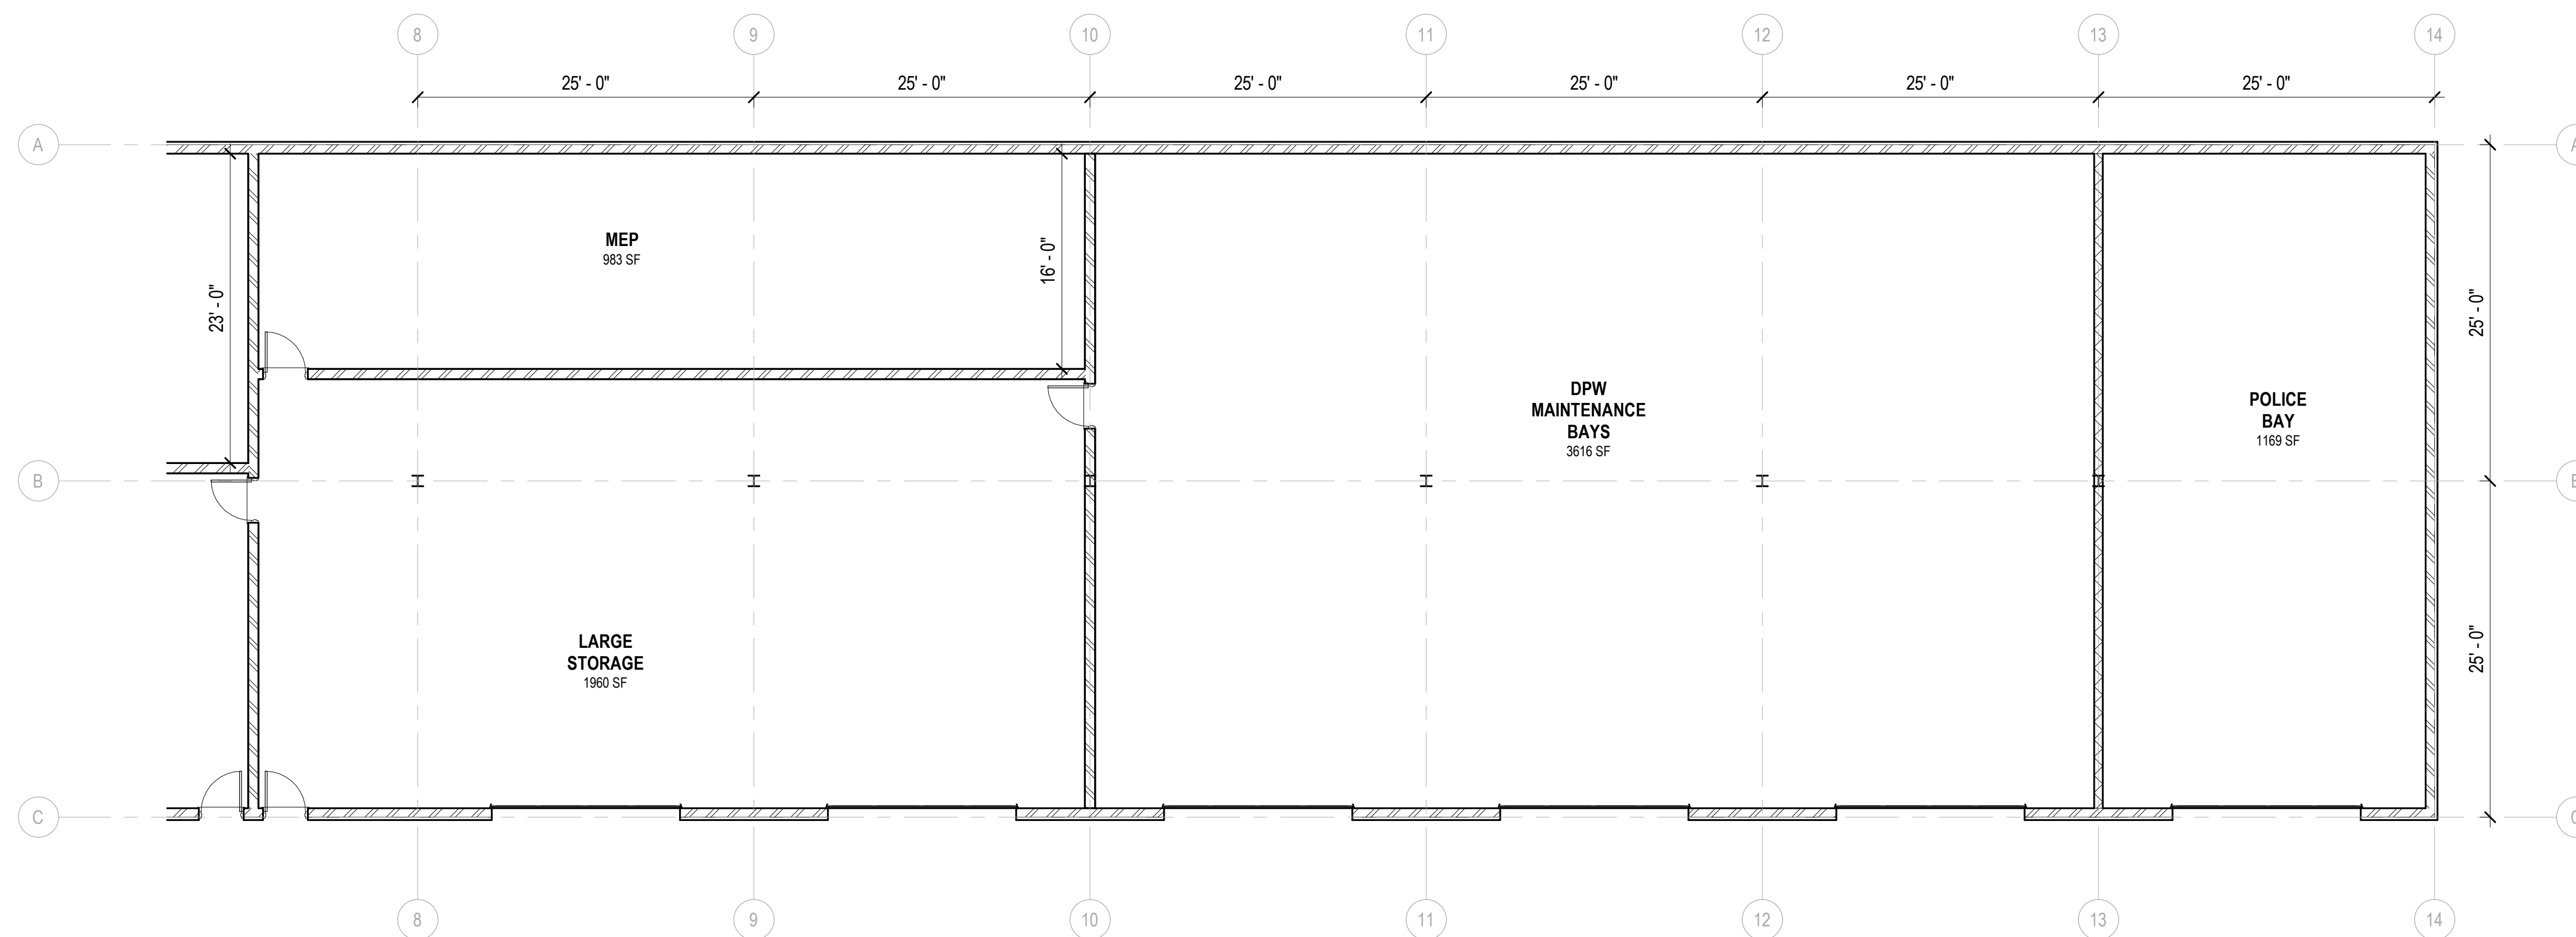 8 9 10 11 12 13 14
25' - 0" 25' - 0" 25' - 0" 25' - 0" 25' - 0" 25' - 0"
A A
MEP
983 SF
16' - 0"
23' - 0"
25' - 0"
DPW
MAINTENANCE
BAYS
3616 SF
POLICE
BAY
1169 SF
B
LARGE
STORAGE
1960 SF
25' - 0"
C
8 9 10 11 12 13 14